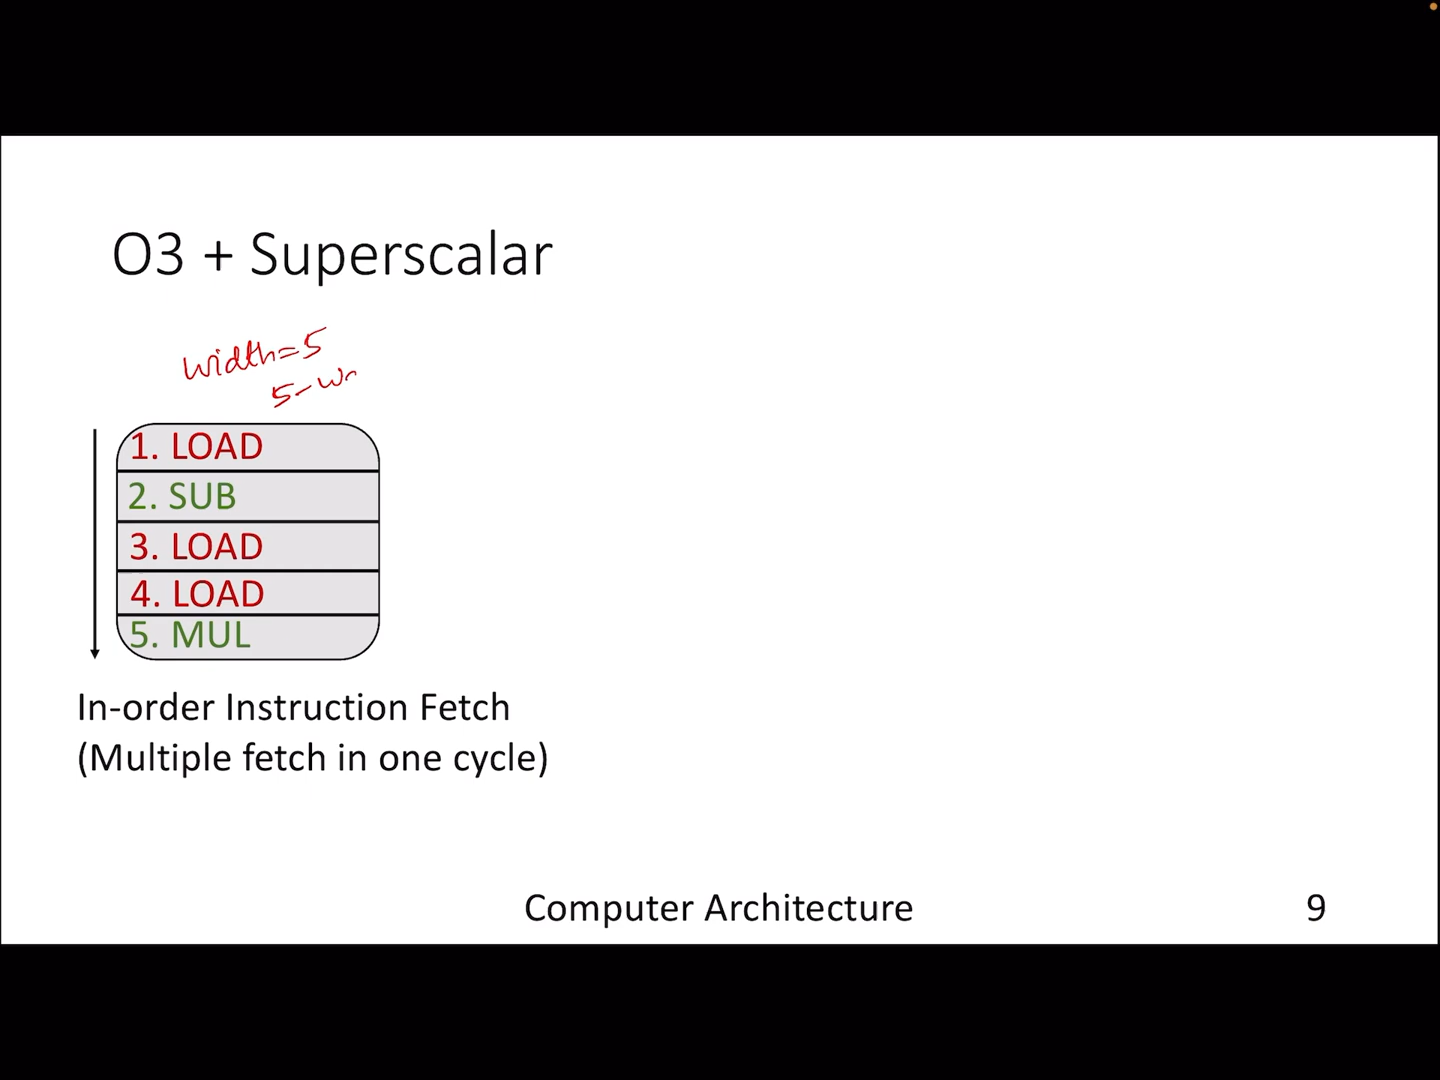 O3 + Superscalar
width=5
1. LOAD
2. SUB
3. LOAD
4. LOAD
5. MUL
In-order Instruction Fetch
(Multiple fetch in one cycle)
Computer Architecture
9